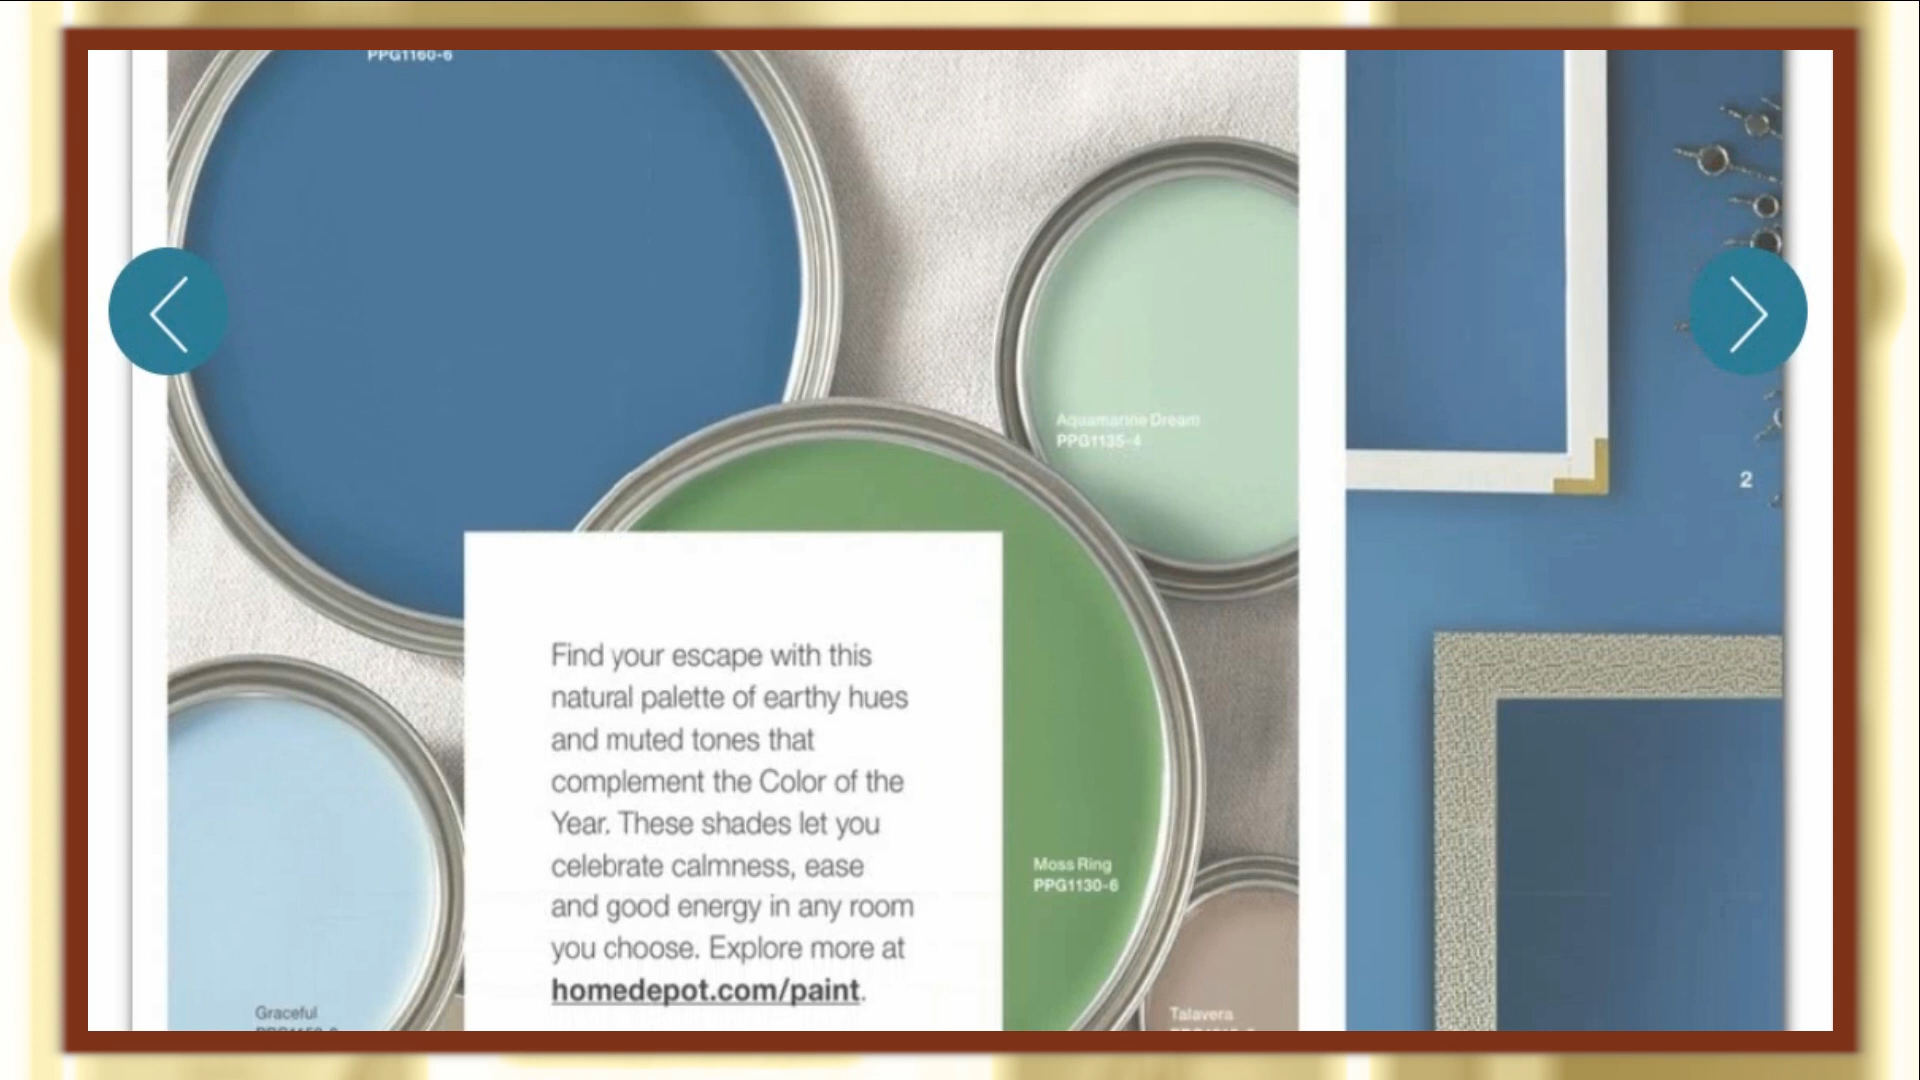 PPG1160-6
Aquamarine Dream
PPG1135-4
2
Find your escape with this
natural palette of earthy hues
and muted tones that
complement the Color of the
Year. These shades let you
celebrate calmness, ease
and good energy in any room
you choose. Explore more at
homedepot.com/paint.
Moss Ring
PPG1130-6
Graceful
Talavera